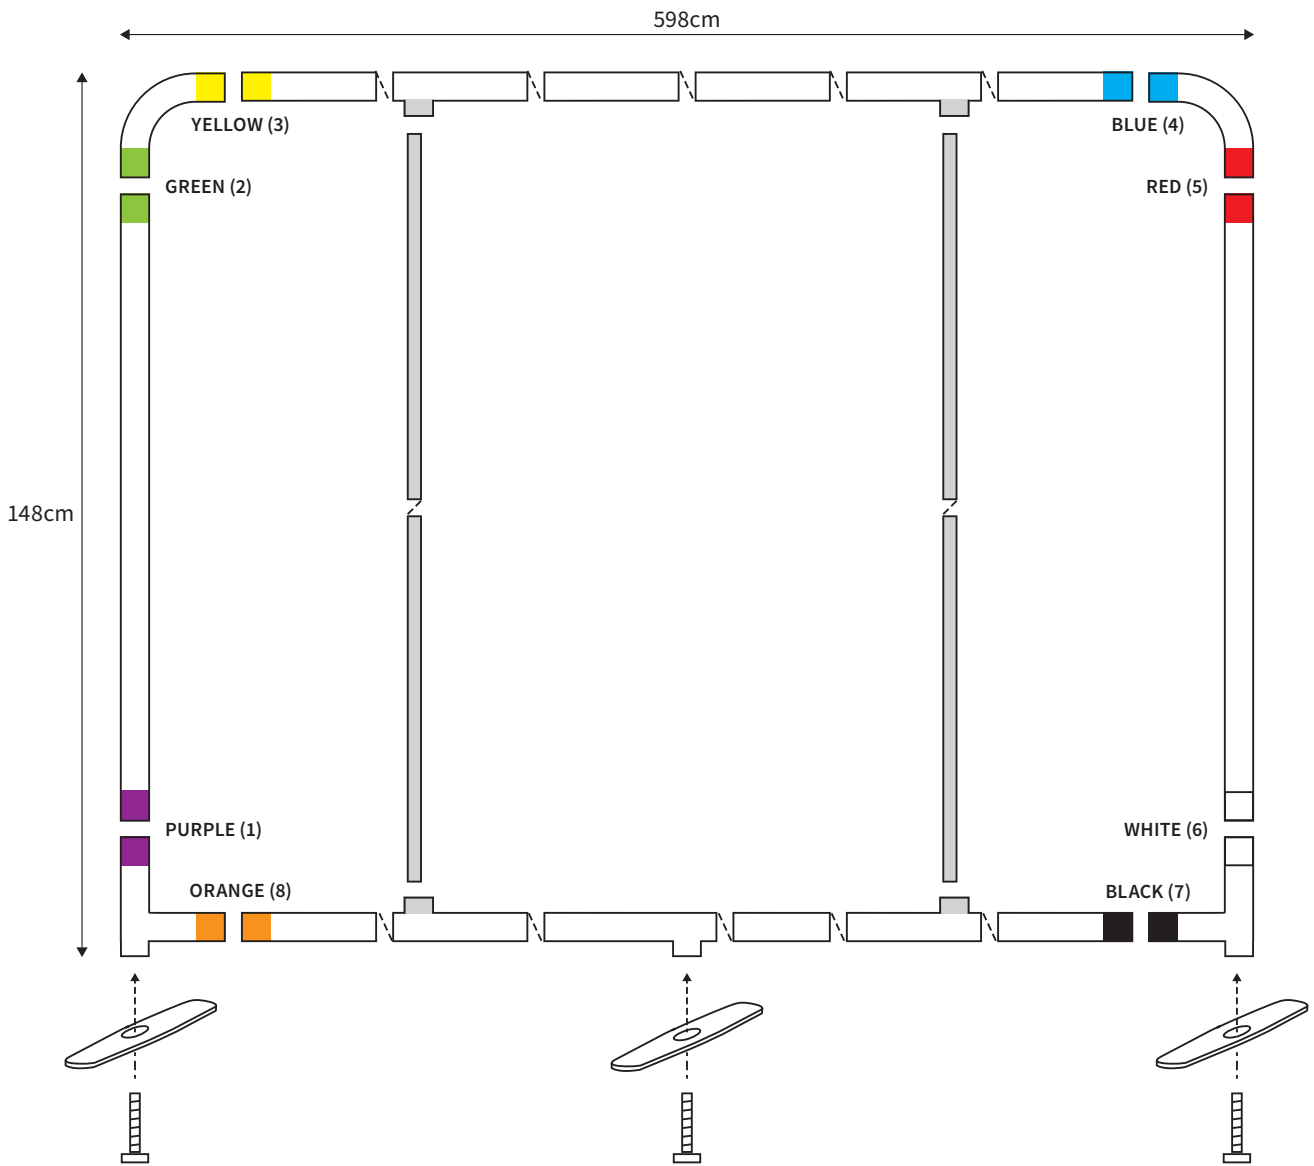 598cm
YELLOW (3)
BLUE (4)
GREEN (2)
RED (5)
148cm
PURPLE (1)
WHITE (6)
ORANGE (8)
BLACK (7)